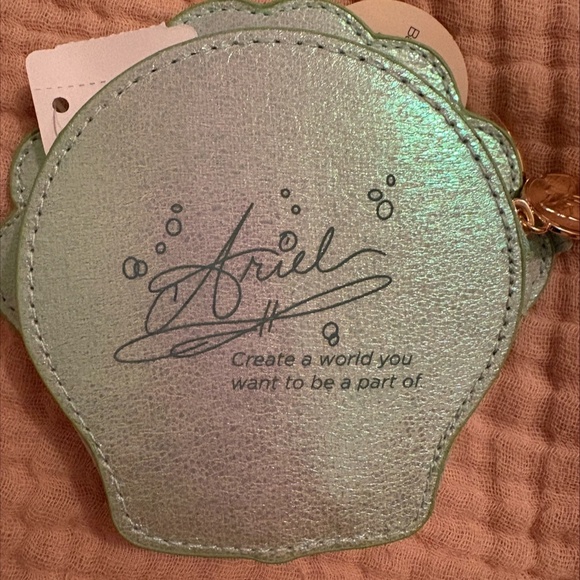 Ariel
Create a world you
want to be a part of.